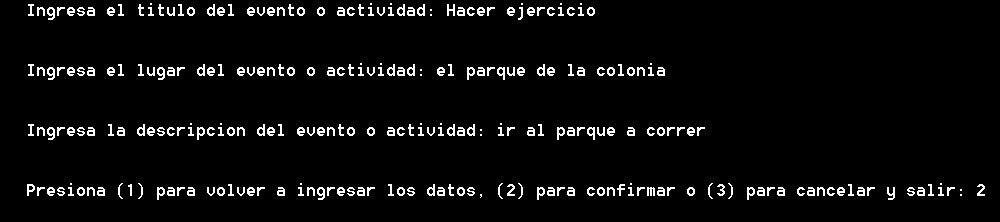 Ingresa el titulo del evento o actividad: Hacer ejercicio
Ingresa el lugar del evento o actividad: el parque de la colonia
Ingresa la descripcion del evento o actividad: ir al parque a correr
Presiona (1) para volver a ingresar los datos, (2) para confirmar o (3) para cancelar y salir: 2